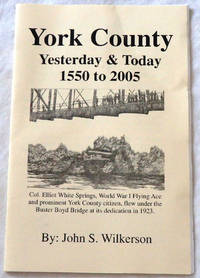 York County
Yesterday & Today
1550 to 2005
Col. Elliot White Springs, World War I Flying Ace
and prominent York County citizen, flew under the
Buster Boyd Bridge at its dedication in 1923.
By: John S. Wilkerson